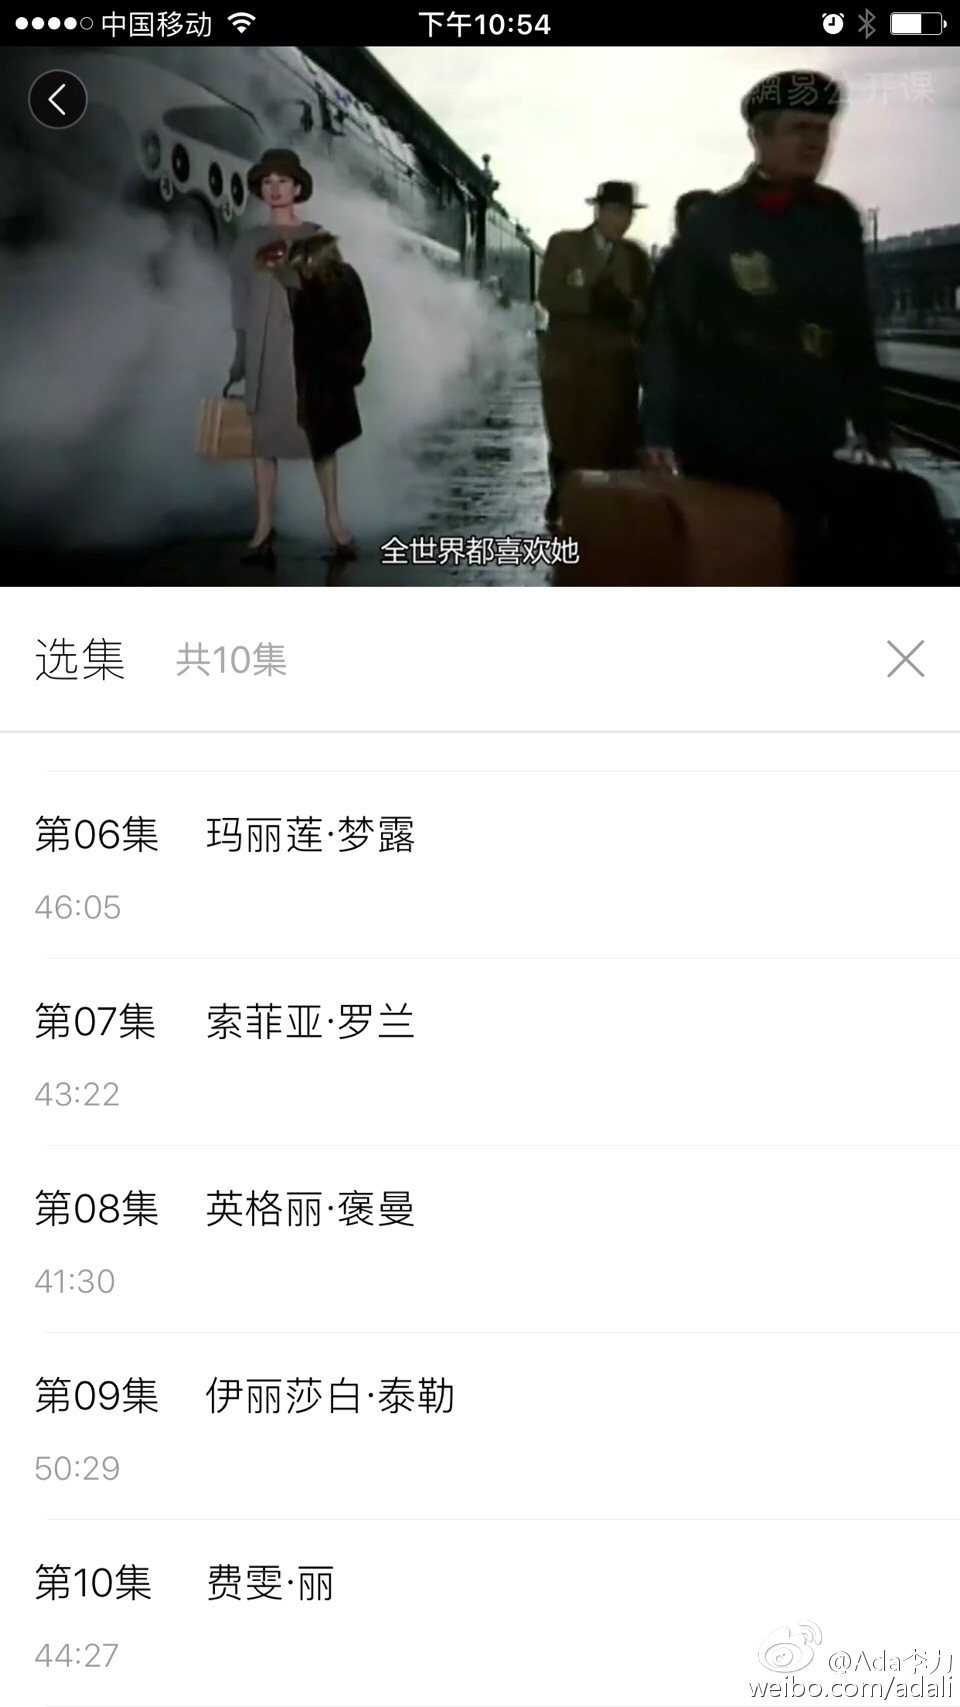 中国移动
下午10:54
網易公开课
全世界都喜欢她
选集 共10集
第06集 玛丽莲·梦露
46:05
第07集 索菲亚·罗兰
43:22
第08集 英格丽·褒曼
41:30
第09集 伊丽莎白·泰勒
50:29
第10集 费雯·丽
44:27
@Ada李力
weibo.com/adali